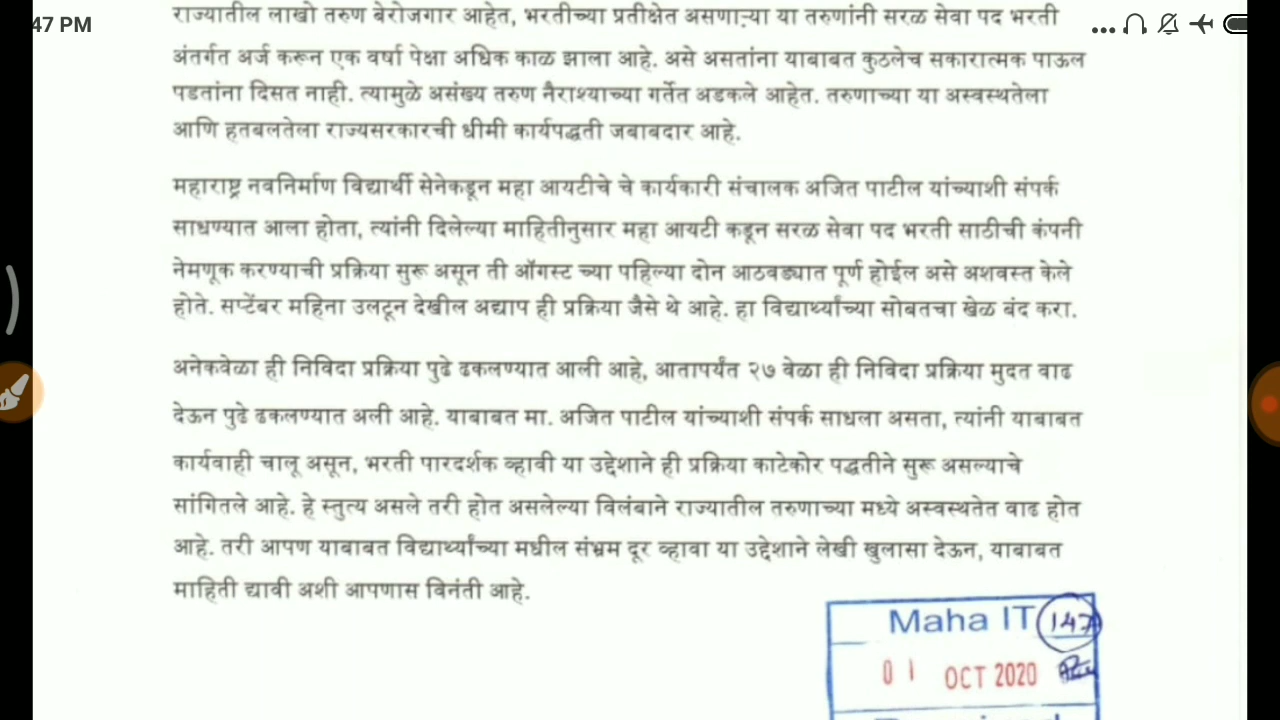 47 PM
राज्यातील लाखो तरुण बेरोजगार आहेत, भरतीच्या प्रतीक्षेत असणाऱ्या या तरुणांनी सरळ सेवा पद भरती
अंतर्गत अर्ज करून एक वर्षा पेक्षा अधिक काळ झाला आहे. असे असतांना याबाबत कुठलेच सकारात्मक पाऊल
पडतांना दिसत नाही. त्यामुळे असंख्य तरुण नैराश्याच्या गर्तेत अडकले आहेत. तरुणाच्या या अस्वस्थतेला
आणि हतबलतेला राज्यसरकारची धीमी कार्यपद्धती जबाबदार आहे.
महाराष्ट्र नवनिर्माण विद्यार्थी सेनेकडून महा आयटीचे चे कार्यकारी संचालक अजित पाटील यांच्याशी संपर्क
साधण्यात आला होता, त्यांनी दिलेल्या माहितीनुसार महा आयटी कडून सरळ सेवा पद भरती साठीची कंपनी
नेमणूक करण्याची प्रक्रिया सुरू असून ती ऑगस्ट च्या पहिल्या दोन आठवड्यात पूर्ण होईल असे अशवस्त केले
होते. सप्टेंबर महिना उलटून देखील अद्याप ही प्रक्रिया जैसे थे आहे. हा विद्यार्थ्यांच्या सोबतचा खेळ बंद करा.
अनेकवेळा ही निविदा प्रक्रिया पुढे ढकलण्यात आली आहे, आतापर्यंत २७ वेळा ही निविदा प्रक्रिया मुदत वाढ
देऊन पुढे ढकलण्यात अली आहे. याबाबत मा. अजित पाटील यांच्याशी संपर्क साधला असता, त्यांनी याबाबत
कार्यवाही चालू असून, भरती पारदर्शक व्हावी या उद्देशाने ही प्रक्रिया काटेकोर पद्धतीने सुरू असल्याचे
सांगितले आहे. हे स्तुत्य असले तरी होत असलेल्या विलंबाने राज्यातील तरुणाच्या मध्ये अस्वस्थतेत वाढ होत
आहे. तरी आपण याबाबत विद्यार्थ्यांच्या मधील संभ्रम दूर व्हावा या उद्देशाने लेखी खुलासा देऊन, याबाबत
माहिती द्यावी अशी आपणास विनंती आहे.
Maha IT 147
01 OCT 2020